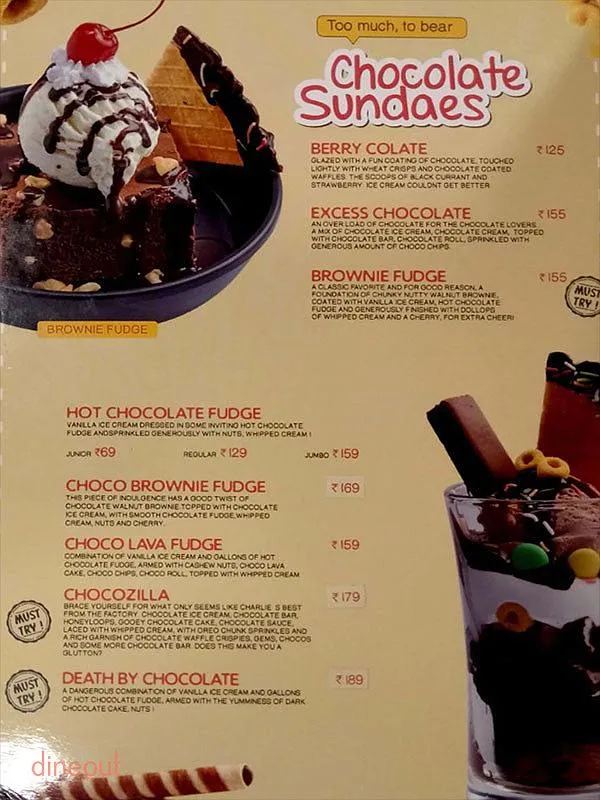 Too much, to bear
Chocolate
Sundaes
BERRY COLATE ₹125
GLAZED WITH A FUN COATING OF CHOCOLATE, TOUCHED
LIGHTLY WITH WHEAT CRISPS AND CHOCOLATE COATED
WAFFLES. THE SCOOPS OF BLACK CURRANT AND
STRAWBERRY ICE CREAM COULDNT GET BETTER
EXCESS CHOCOLATE ₹155
AN OVER LOAD OF CHOCOLATE FOR THE CHOCOLATE LOVERS.
A MIX OF CHOCOLATE ICE CREAM, CHOCOLATE CREAM, TOPPED
WITH CHOCOLATE BAR, CHOCOLATE ROLL, SPRINKLED WITH
GENEROUS AMOUNT OF CHOCO CHIPS.
BROWNIE FUDGE ₹155
A CLASSIC FAVORITE AND FOR GOOD REASON, A
FOUNDATION OF CHUNKY NUTTY WALNUT BROWNIE,
COATED WITH VANILLA ICE CREAM, HOT CHOCOLATE
FUDGE AND GENEROUSLY FINISHED WITH DOLLOPS
OF WHIPPED CREAM AND A CHERRY, FOR EXTRA CHEER!
MUST
TRY
BROWNIE FUDGE
HOT CHOCOLATE FUDGE
VANILLA ICE CREAM DRESSED IN SOME INVITING HOT CHOCOLATE
FUDGE ANDSPRINKLED GENEROUSLY WITH NUTS, WHIPPED CREAM !
JUNIOR ₹69 REGULAR ₹129 JUMBO ₹159
CHOCO BROWNIE FUDGE ₹169
THIS PIECE OF INDULGENCE HAS A GOOD TWIST OF
CHOCOLATE WALNUT BROWNIE.TOPPED WITH CHOCOLATE
ICE CREAM, WITH SMOOTH CHOCOLATE FUDGE,WHIPPED
CREAM, NUTS AND CHERRY.
CHOCO LAVA FUDGE ₹159
COMBINATION OF VANILLA ICE CREAM AND GALLONS OF HOT
CHOCOLATE FUDGE, ARMED WITH CASHEW NUTS, CHOCO LAVA
CAKE, CHOCO CHIPS, CHOCO ROLL, TOPPED WITH WHIPPED CREAM
CHOCOZILLA ₹179
BRACE YOURSELF FOR WHAT ONLY SEEMS LIKE CHARLIE S BEST
FROM THE FACTORY. CHOCOLATE ICE CREAM, CHOCOLATE BAR,
HONEYLOOPS, GOOEY CHOCOLATE CAKE, CHOCOLATE SAUCE,
LACED WITH WHIPPED CREAM, WITH OREO CHUNK SPRINKLES AND
A RICH GARNISH OF CHOCOLATE WAFFLE CRISPIES, GEMS, CHOCOS
AND SOME MORE CHOCOLATE BAR. DOES THIS MAKE YOU A
GLUTTON?
MUST
TRY !
DEATH BY CHOCOLATE ₹189
A DANGEROUS COMBINATION OF VANILLA ICE CREAM AND GALLONS
OF HOT CHOCOLATE FUDGE, ARMED WITH THE YUMMINESS OF DARK
CHOCOLATE CAKE, NUTS !
MUST
TRY !
dineout